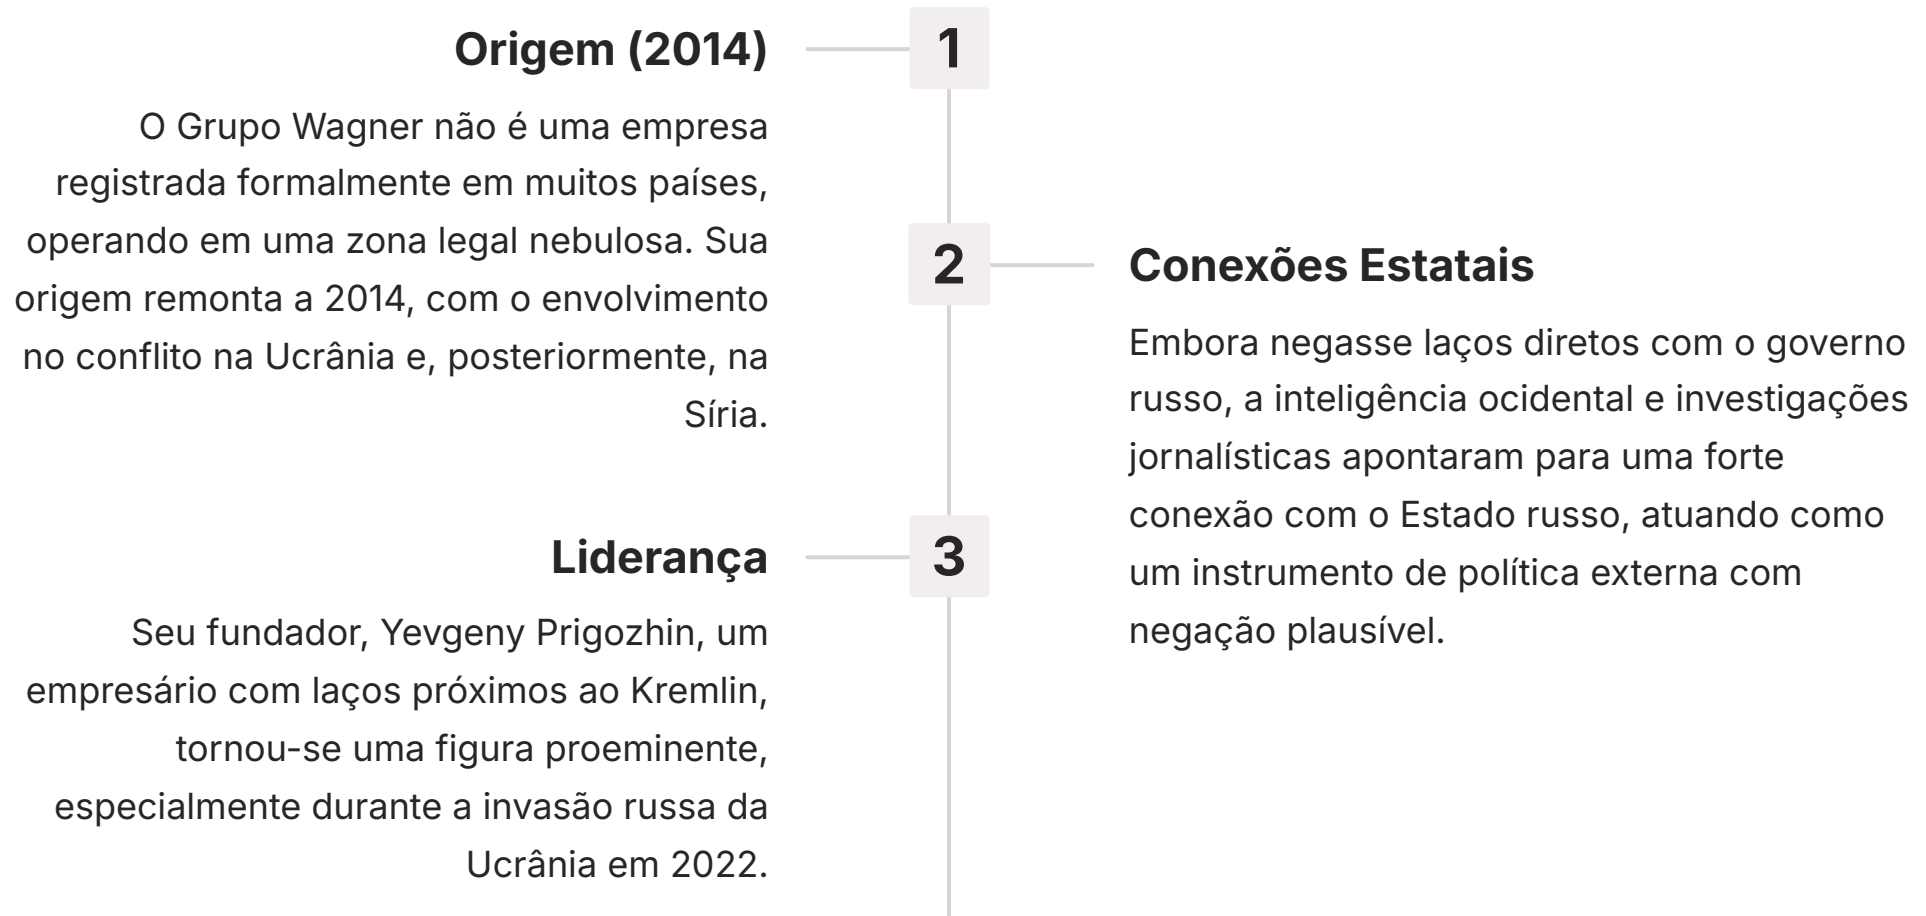 Origem (2014)
1
O Grupo Wagner não é uma empresa
registrada formalmente em muitos países,
operando em uma zona legal nebulosa. Sua
origem remonta a 2014, com o envolvimento
no conflito na Ucrânia e, posteriormente, na
Síria.
2
Conexões Estatais
Embora negasse laços diretos com o governo
russo, a inteligência ocidental e investigações
jornalísticas apontaram para uma forte
conexão com o Estado russo, atuando como
um instrumento de política externa com
negação plausível.
Liderança
3
Seu fundador, Yevgeny Prigozhin, um
empresário com laços próximos ao Kremlin,
tornou-se uma figura proeminente,
especialmente durante a invasão russa da
Ucrânia em 2022.